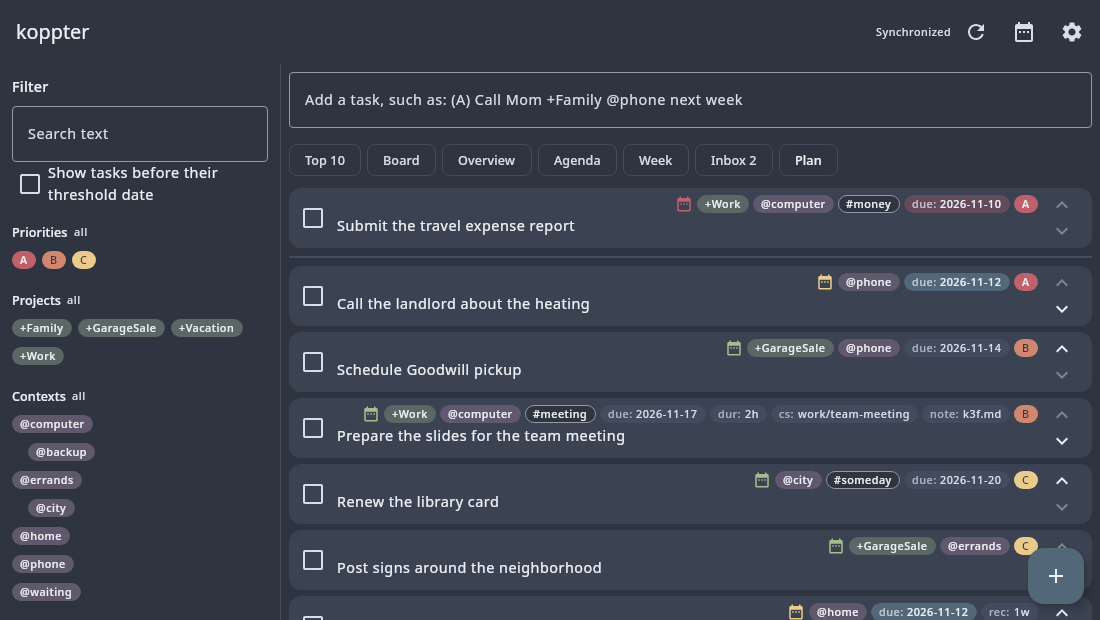 koppter
Synchronized
Filter
Search text
Show tasks before their
threshold date
Priorities all
A B C
Projects all
+Family +GarageSale +Vacation
+Work
Contexts all
@computer
@backup
@errands
@city
@home
@phone
@waiting
Add a task, such as: (A) Call Mom +Family @phone next week
Top 10 Board Overview Agenda Week Inbox 2 Plan
+Work @computer #money due: 2026-11-10 A
Submit the travel expense report
@phone due: 2026-11-12 A
Call the landlord about the heating
+GarageSale @phone due: 2026-11-14 B
Schedule Goodwill pickup
+Work @computer #meeting due: 2026-11-17 dur: 2h cs: work/team-meeting note: k3f.md B
Prepare the slides for the team meeting
@city #someday due: 2026-11-20 C
Renew the library card
+GarageSale @errands C
Post signs around the neighborhood
@home due: 2026-11-12 rec: 1w